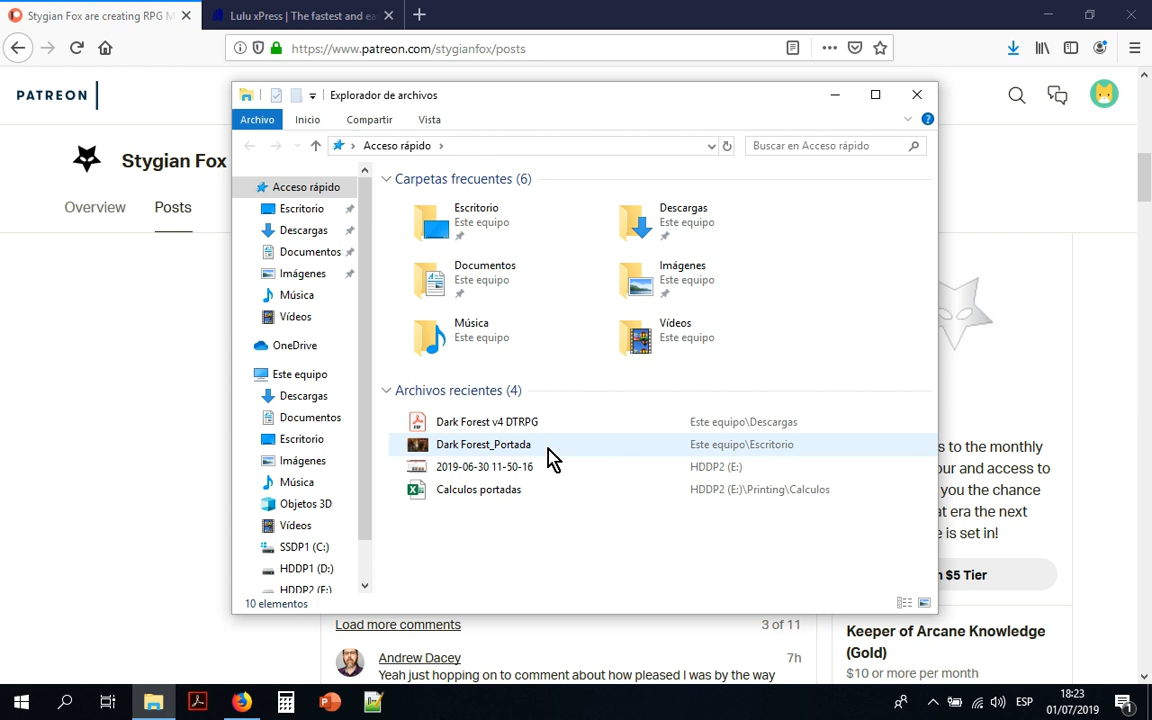 Stygian Fox are creating RPG M
Lulu xPress | The fastest and ea
https://www.patreon.com/stygianfox/posts
PATREON
Stygian Fox
Overview
Posts
Explorador de archivos
Archivo
Inicio
Compartir
Vista
Acceso rápido
Buscar en Acceso rápido
Acceso rápido
Escritorio
Descargas
Documentos
Imágenes
Música
Vídeos
OneDrive
Este equipo
Descargas
Documentos
Escritorio
Imágenes
Música
Objetos 3D
Vídeos
SSDP1 (C:)
HDDP1 (D:)
HDDP2 (E:)
Carpetas frecuentes (6)
Escritorio
Este equipo
Descargas
Este equipo
Documentos
Este equipo
Imágenes
Este equipo
Música
Este equipo
Vídeos
Este equipo
Archivos recientes (4)
Dark Forest v4 DTRPG
Este equipo\Descargas
Dark Forest_Portada
Este equipo\Escritorio
2019-06-30 11-50-16
HDDP2 (E:)
Calculos portadas
HDDP2 (E:)\Printing\Calculos
10 elementos
s to the monthly
our and access to
you the chance
at era the next
e is set in!
$5 Tier
Keeper of Arcane Knowledge
(Gold)
$10 or more per month
Load more comments
3 of 11
Andrew Dacey
7h
Yeah just hopping on to comment about how pleased I was by the way
ESP
18:23
01/07/2019
1